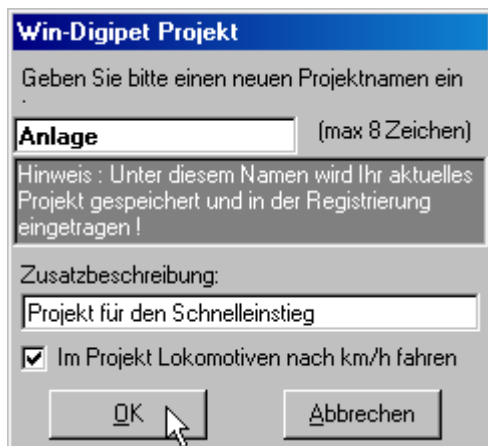 Win-Digipet Projekt
Geben Sie bitte einen neuen Projektnamen ein
.
Anlage (max 8 Zeichen)
Hinweis : Unter diesem Namen wird Ihr aktuelles
Projekt gespeichert und in der Registrierung
eingetragen !
Zusatzbeschreibung:
Projekt für den Schnelleinstieg
Im Projekt Lokomotiven nach km/h fahren
OK Abbrechen